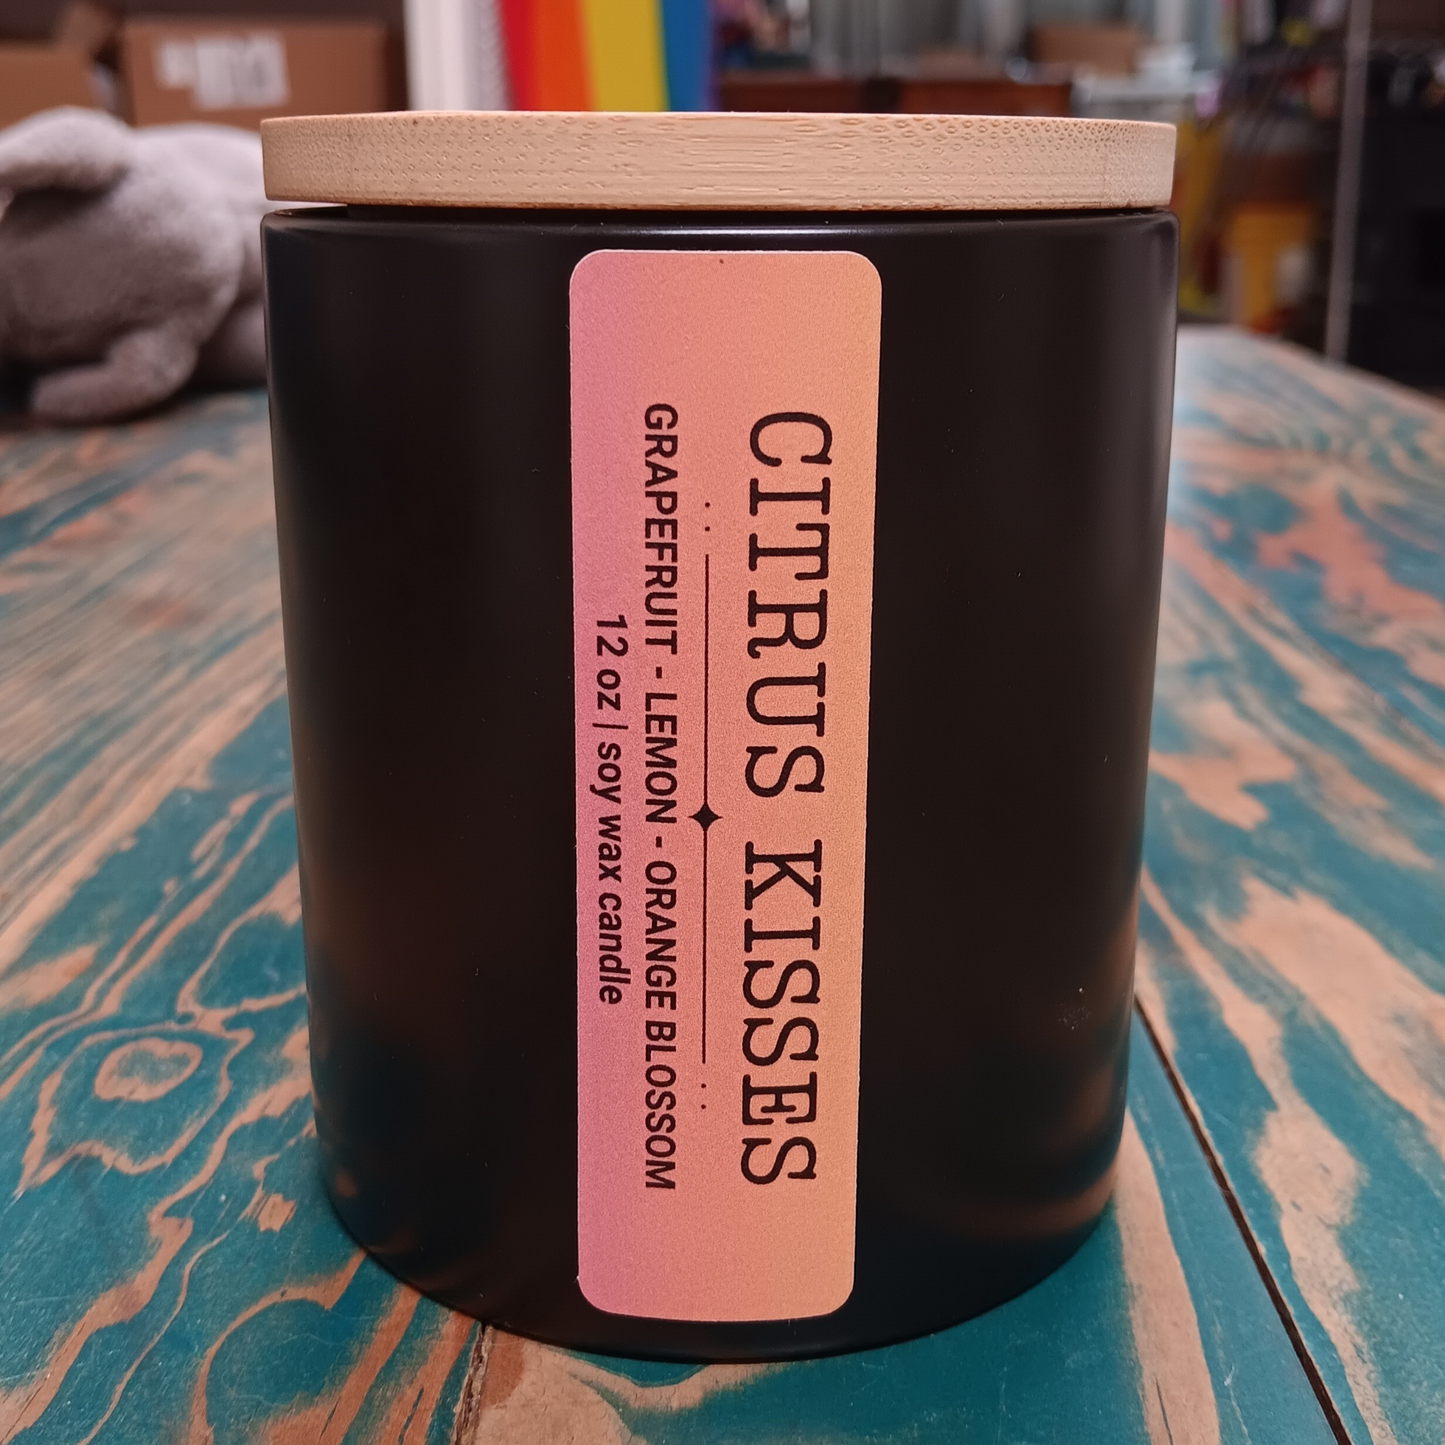 CITRUS KISSES
GRAPEFRUIT - LEMON - ORANGE BLOSSOM
12 oz | soy wax candle